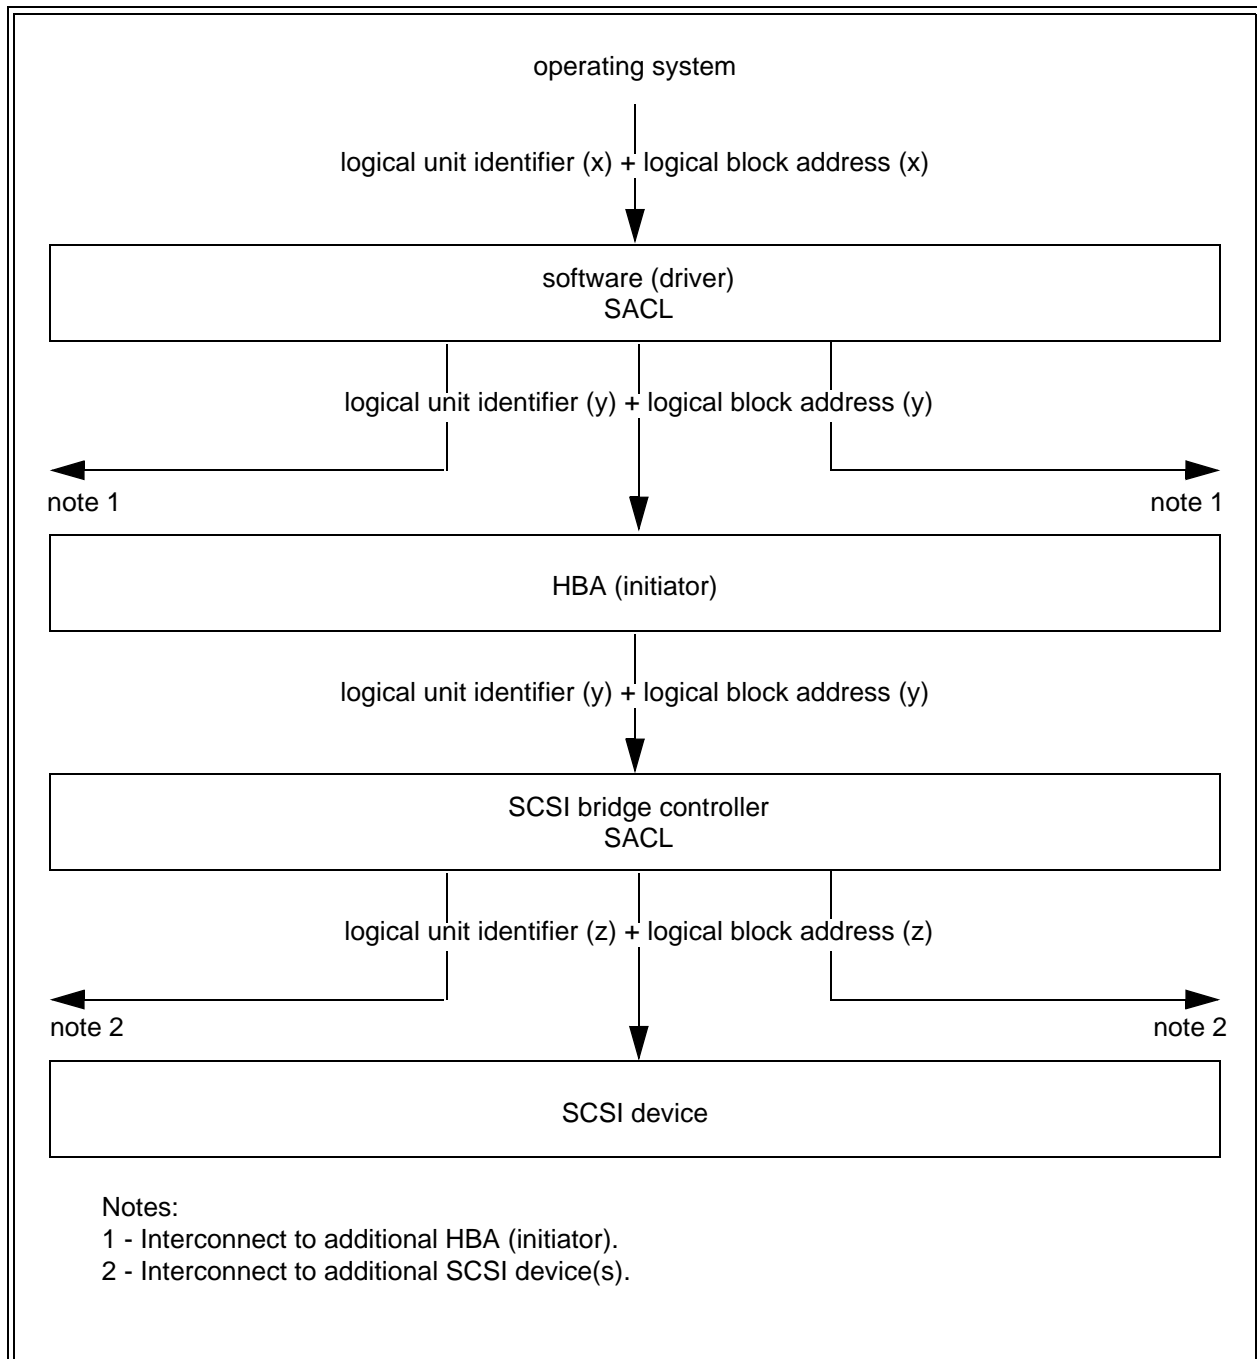 operating system
logical unit identifier (x) + logical block address (x)
software (driver)
SACL
logical unit identifier (y) + logical block address (y)
note 1
note 1
HBA (initiator)
logical unit identifier (y) + logical block address (y)
SCSI bridge controller
SACL
logical unit identifier (z) + logical block address (z)
note 2
note 2
SCSI device
Notes:
1 - Interconnect to additional HBA (initiator).
2 - Interconnect to additional SCSI device(s).